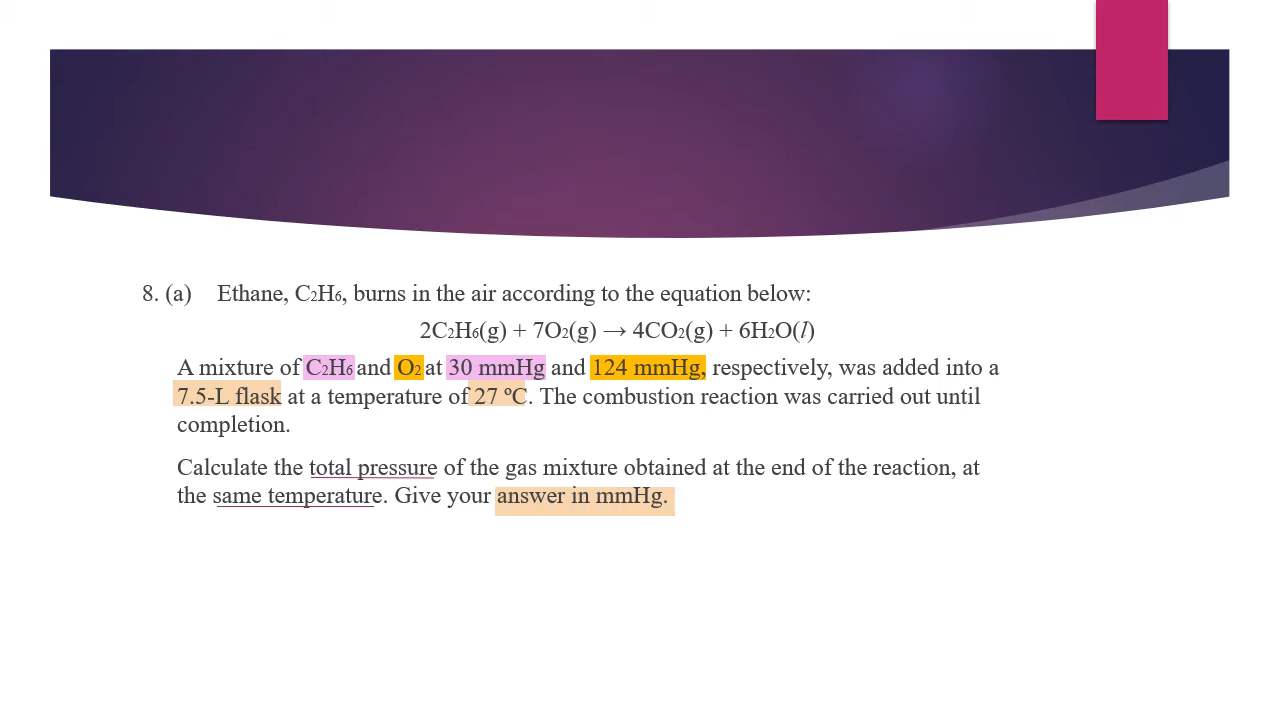 8. (a) Ethane, C₂H₆, burns in the air according to the equation below:
2C₂H₆(g) + 7O₂(g) → 4CO₂(g) + 6H₂O(l)
A mixture of C₂H₆ and O₂ at 30 mmHg and 124 mmHg, respectively, was added into a
7.5-L flask at a temperature of 27 ºC. The combustion reaction was carried out until
completion.
Calculate the total pressure of the gas mixture obtained at the end of the reaction, at
the same temperature. Give your answer in mmHg.